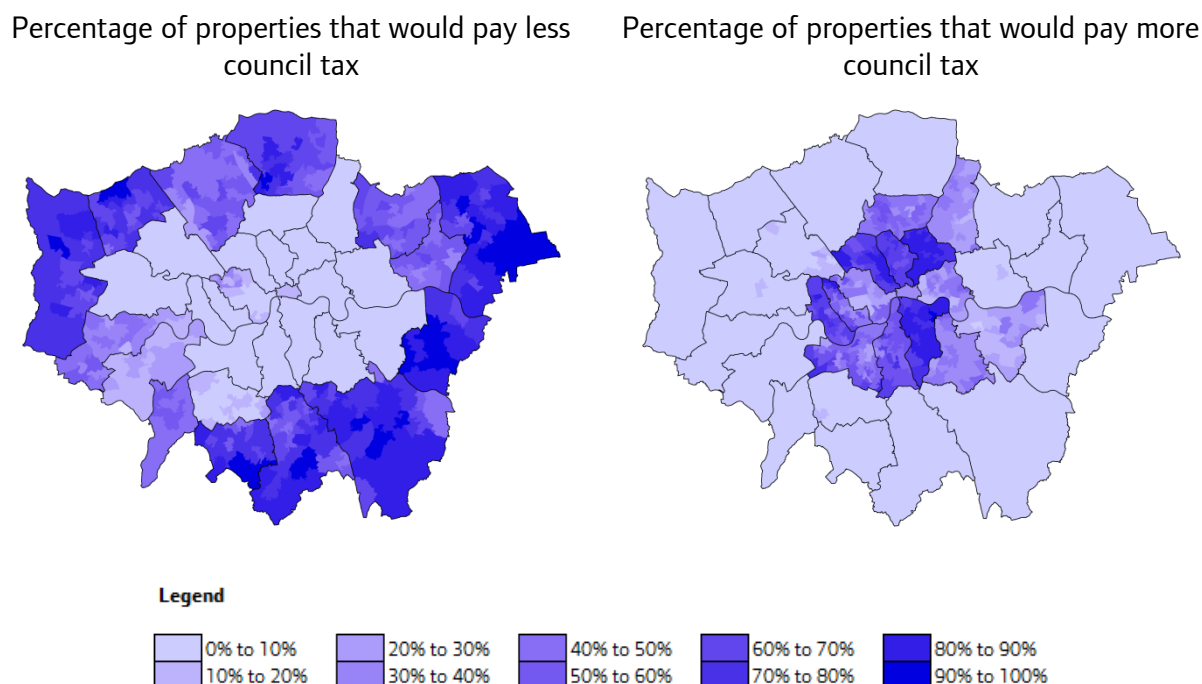 Percentage of properties that would pay less
council tax
Percentage of properties that would pay more
council tax
Legend
0% to 10%
20% to 30%
40% to 50%
60% to 70%
80% to 90%
10% to 20%
30% to 40%
50% to 60%
70% to 80%
90% to 100%